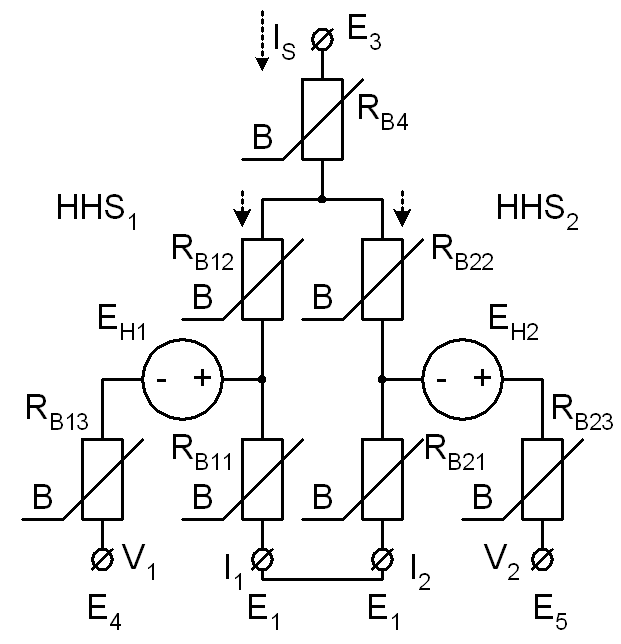 I_S E_3
R_B4
B
HHS_1 HHS_2
R_B12 R_B22
B B
E_H1 E_H2
- + - +
R_B13 R_B11 R_B21 R_B23
B B B B
V_1 I_1 I_2 V_2
E_4 E_1 E_1 E_5